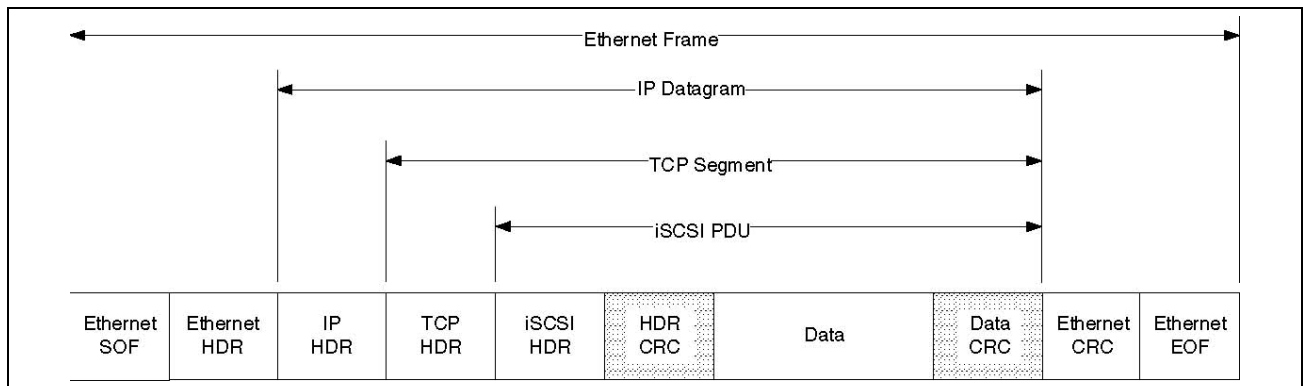 Ethernet Frame
IP Datagram
TCP Segment
iSCSI PDU
Ethernet SOF
Ethernet HDR
IP HDR
TCP HDR
iSCSI HDR
HDR CRC
Data
Data CRC
Ethernet CRC
Ethernet EOF